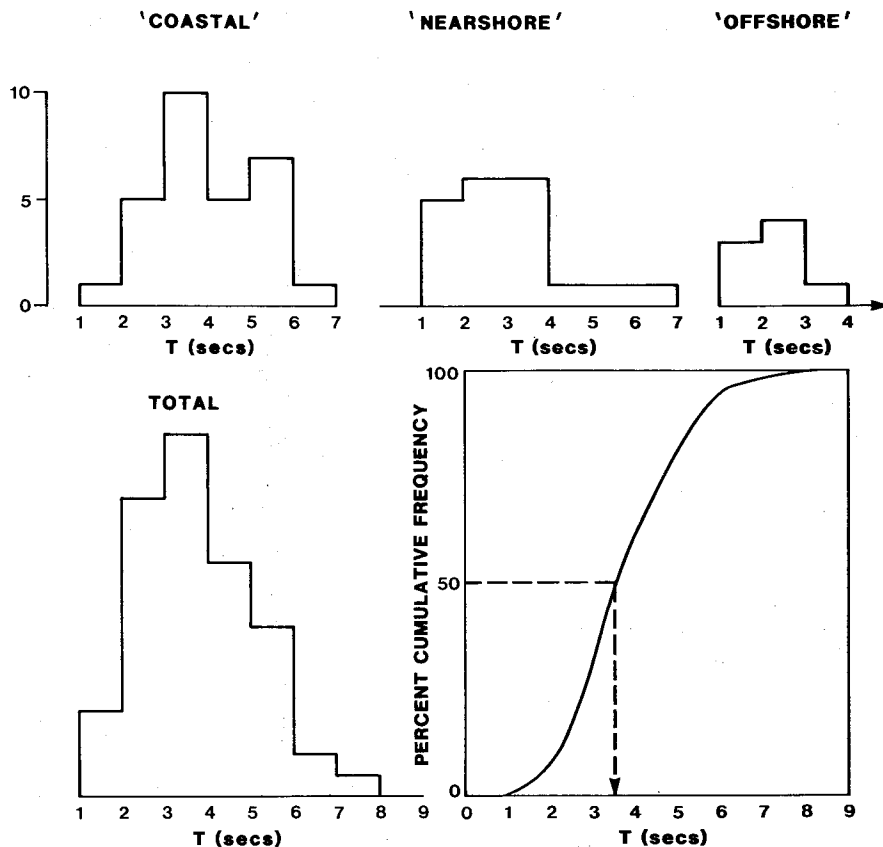 'COASTAL'
'NEARSHORE'
'OFFSHORE'
10
5
0
1 2 3 4 5 6 7
T (secs)
1 2 3 4 5 6 7
T (secs)
1 2 3 4
T (secs)
TOTAL
1 2 3 4 5 6 7 8 9
T (secs)
PERCENT CUMULATIVE FREQUENCY
100
50
0
0 1 2 3 4 5 6 7 8 9
T (secs)